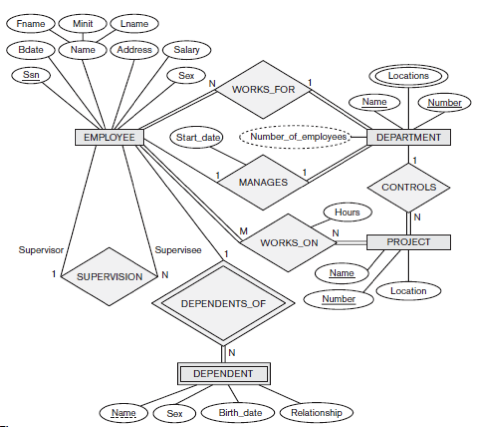 Fname Minit Lname
Bdate Name Address Salary
Ssn Sex
N WORKS_FOR 1
Locations
Name Number
EMPLOYEE Start_date Number_of_employees DEPARTMENT
1 MANAGES 1
1
CONTROLS
N
Hours
M WORKS_ON N PROJECT
Supervisor Supervisee
1 SUPERVISION N
1
Name
Number Location
DEPENDENTS_OF
N
DEPENDENT
Name Sex Birth_date Relationship